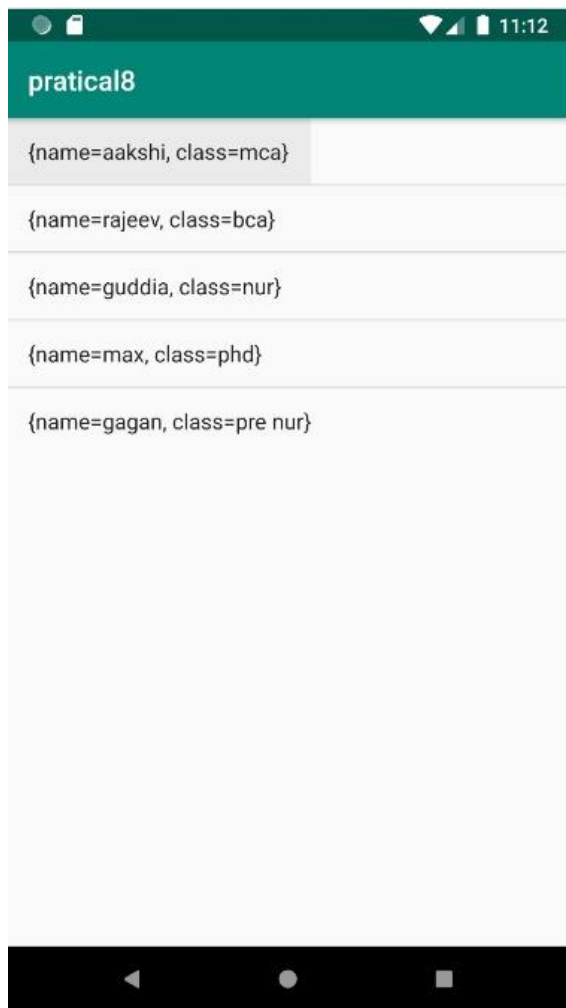 11:12
pratical8
{name=aakshi, class=mca}
{name=rajeev, class=bca}
{name=guddia, class=nur}
{name=max, class=phd}
{name=gagan, class=pre nur}